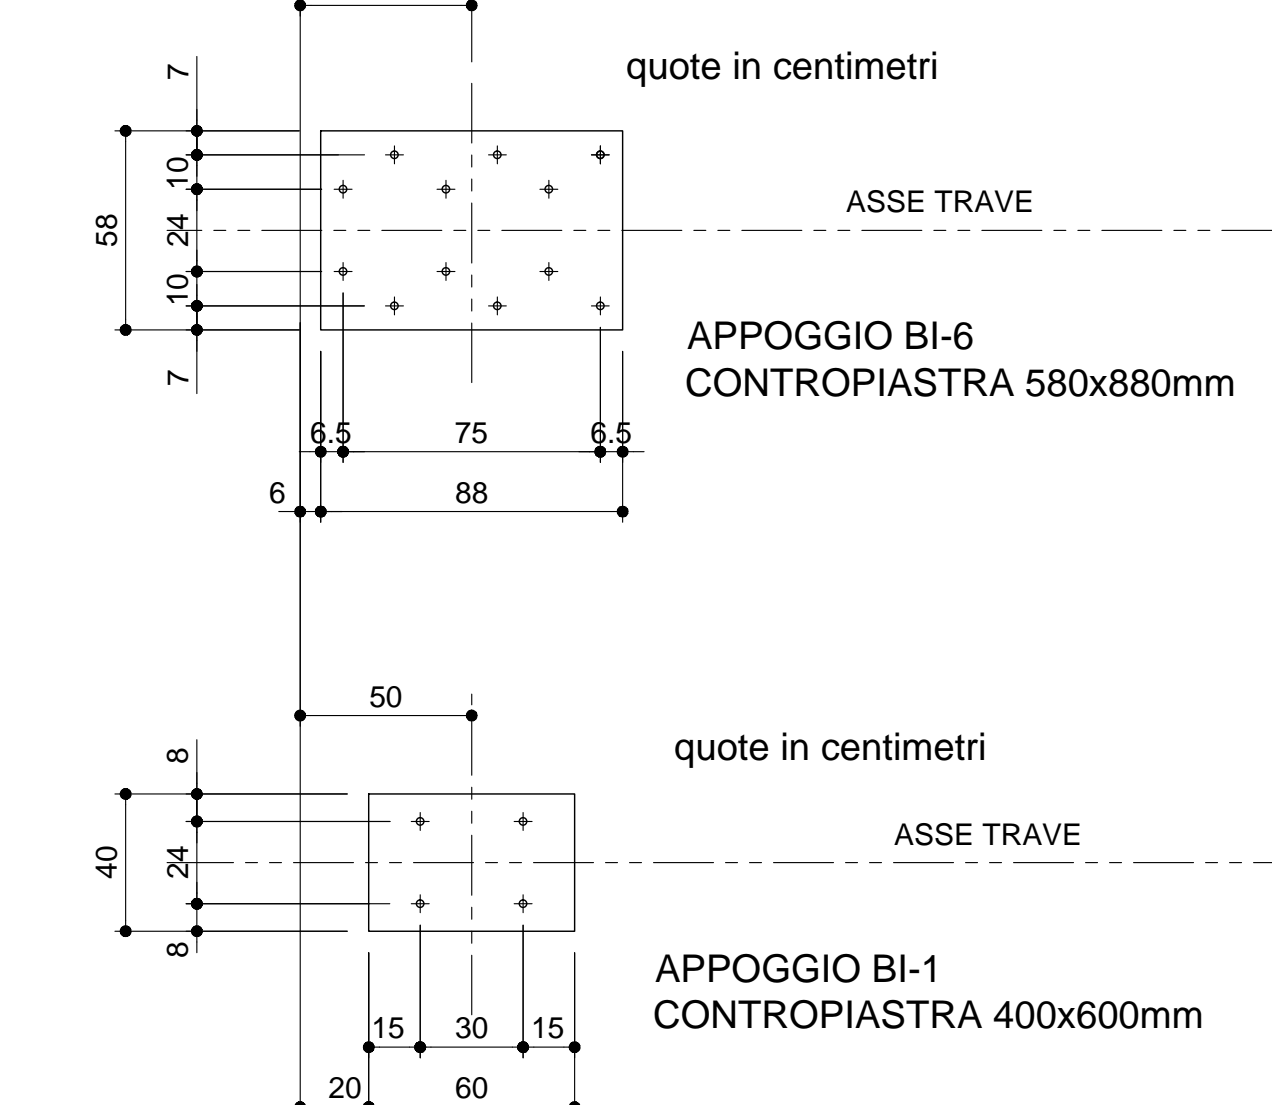 quote in centimetri
7
10
24
10
7
58
ASSE TRAVE
APPOGGIO BI-6
CONTROPIASTRA 580x880mm
6.5 75 6.5
6 88
50
quote in centimetri
8
24
8
40
ASSE TRAVE
APPOGGIO BI-1
CONTROPIASTRA 400x600mm
15 30 15
20 60